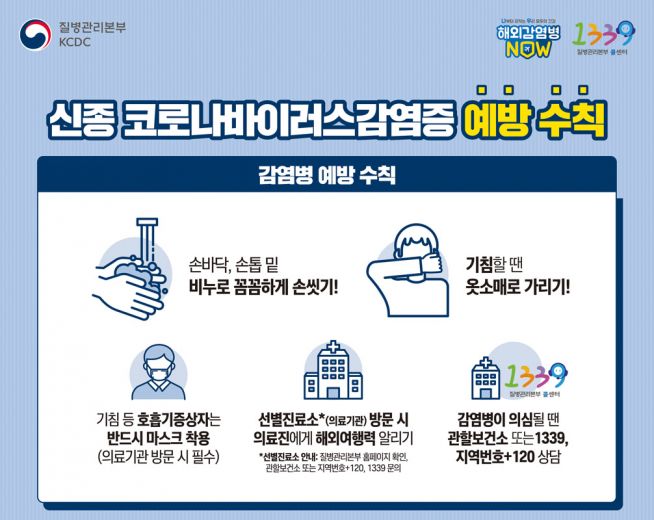 질병관리본부
KCDC
해외감염병
NOW
1339
질병관리본부 콜센터
신종 코로나바이러스감염증 예방 수칙
감염병 예방 수칙
손바닥, 손톱 밑
비누로 꼼꼼하게 손씻기!
기침할 땐
옷소매로 가리기!
기침 등 호흡기증상자는
반드시 마스크 착용
(의료기관 방문 시 필수)
선별진료소*(의료기관) 방문 시
의료진에게 해외여행력 알리기
*선별진료소 안내: 질병관리본부 홈페이지 확인,
관할보건소 또는 지역번호+120, 1339 문의
1339
질병관리본부 콜센터
감염병이 의심될 땐
관할보건소 또는 1339,
지역번호+120 상담